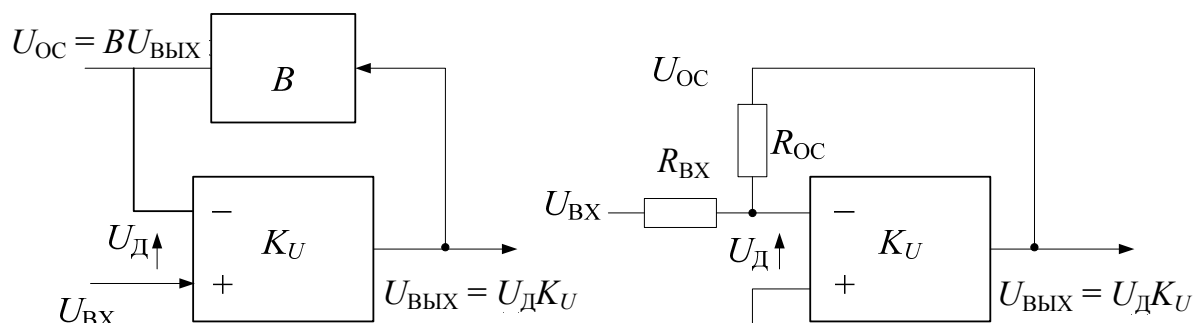 U_ОС = BU_ВЫХ
B
U_Д
−
K_U
+
U_ВХ
U_ВЫХ = U_ДK_U
U_ОС
R_ОС
R_ВХ
U_ВХ
−
U_Д
K_U
+
U_ВЫХ = U_ДK_U